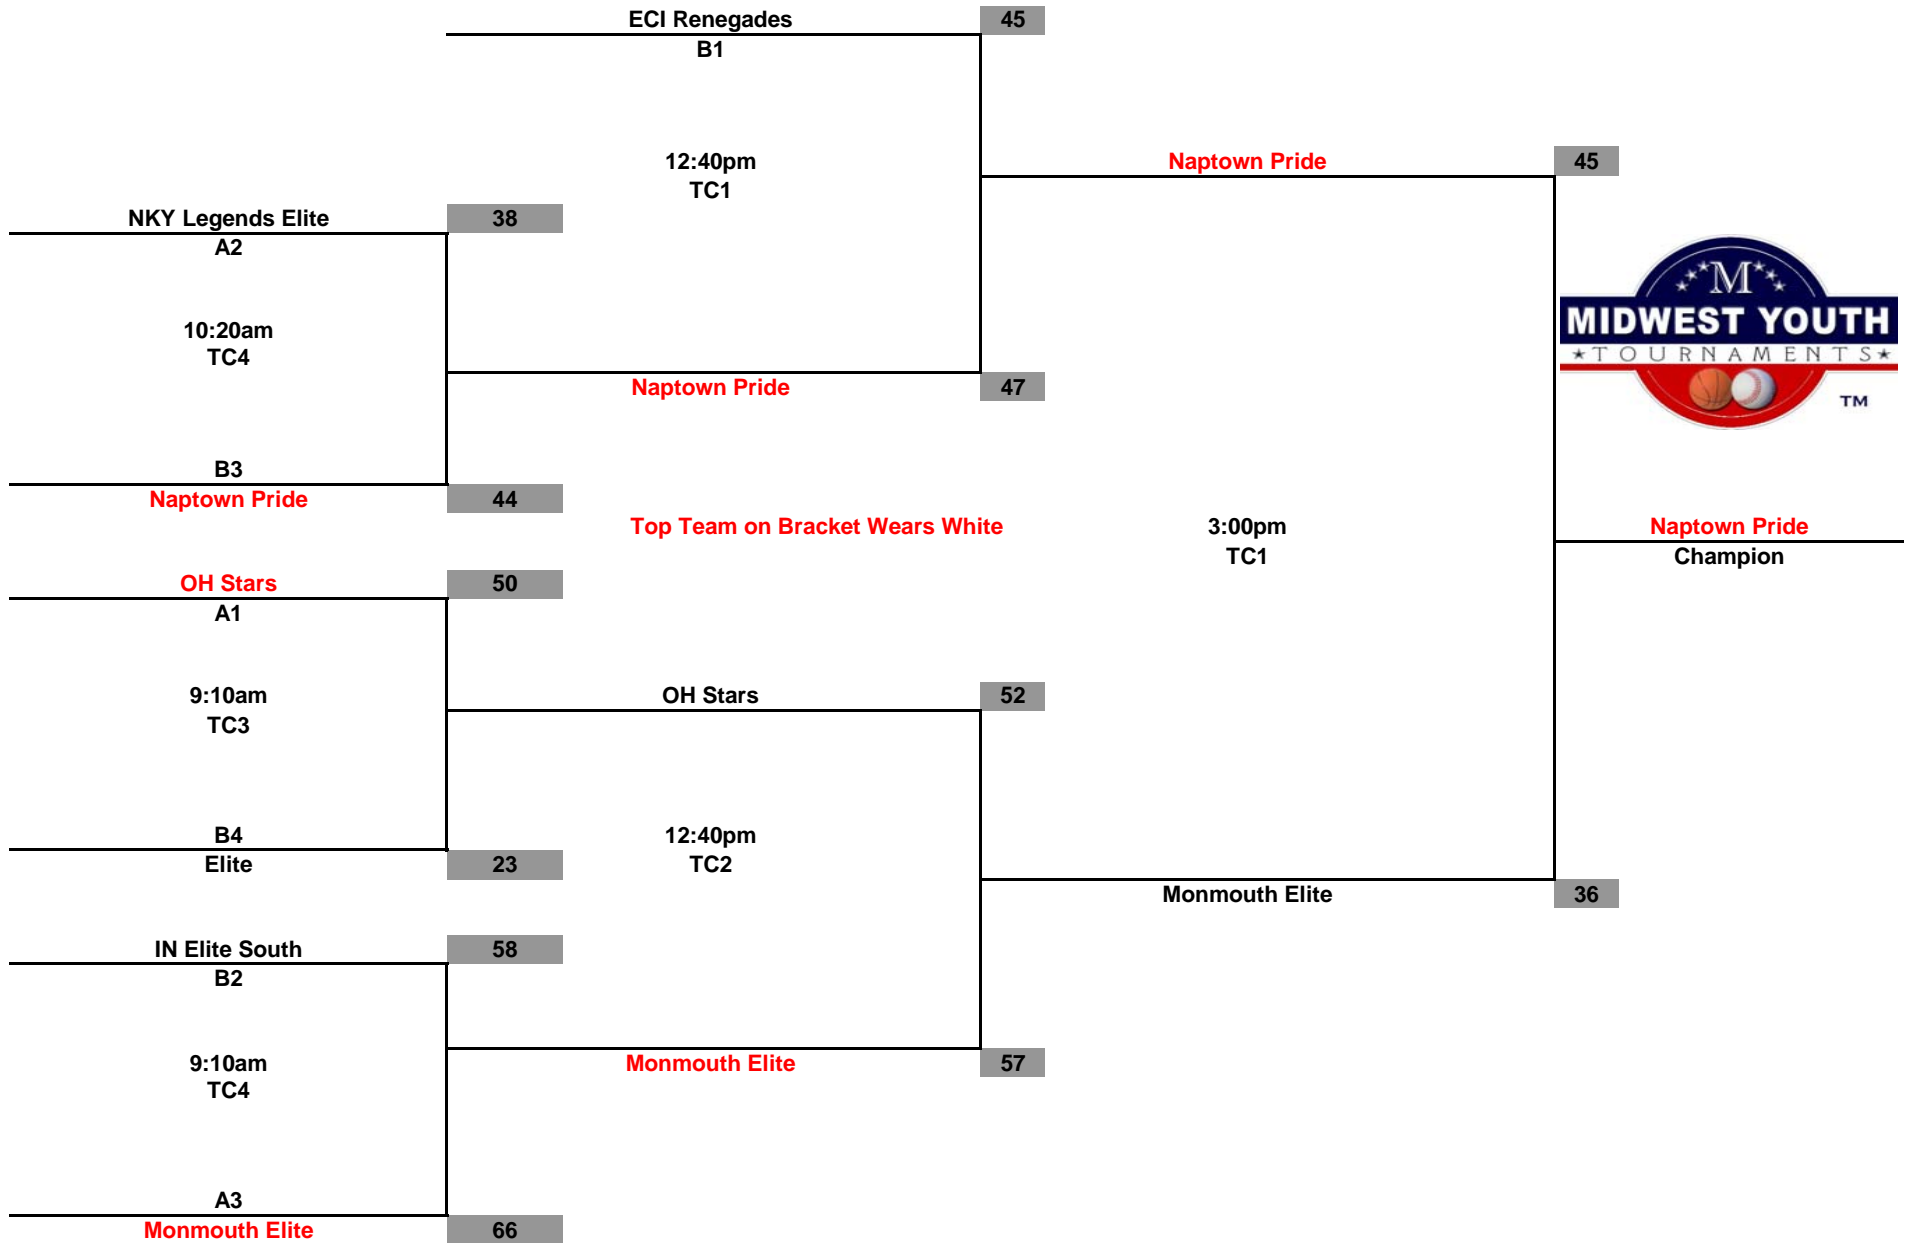 ECI Renegades 45
B1
12:40pm
TC1
Naptown Pride 45
NKY Legends Elite 38
A2
10:20am
TC4
M
MIDWEST YOUTH
TOURNAMENTS
TM
Naptown Pride 47
B3
Naptown Pride 44
Top Team on Bracket Wears White
3:00pm
TC1
Naptown Pride
Champion
OH Stars 50
A1
9:10am
TC3
OH Stars 52
B4
Elite 23
12:40pm
TC2
Monmouth Elite 36
IN Elite South 58
B2
9:10am
TC4
Monmouth Elite 57
A3
Monmouth Elite 66